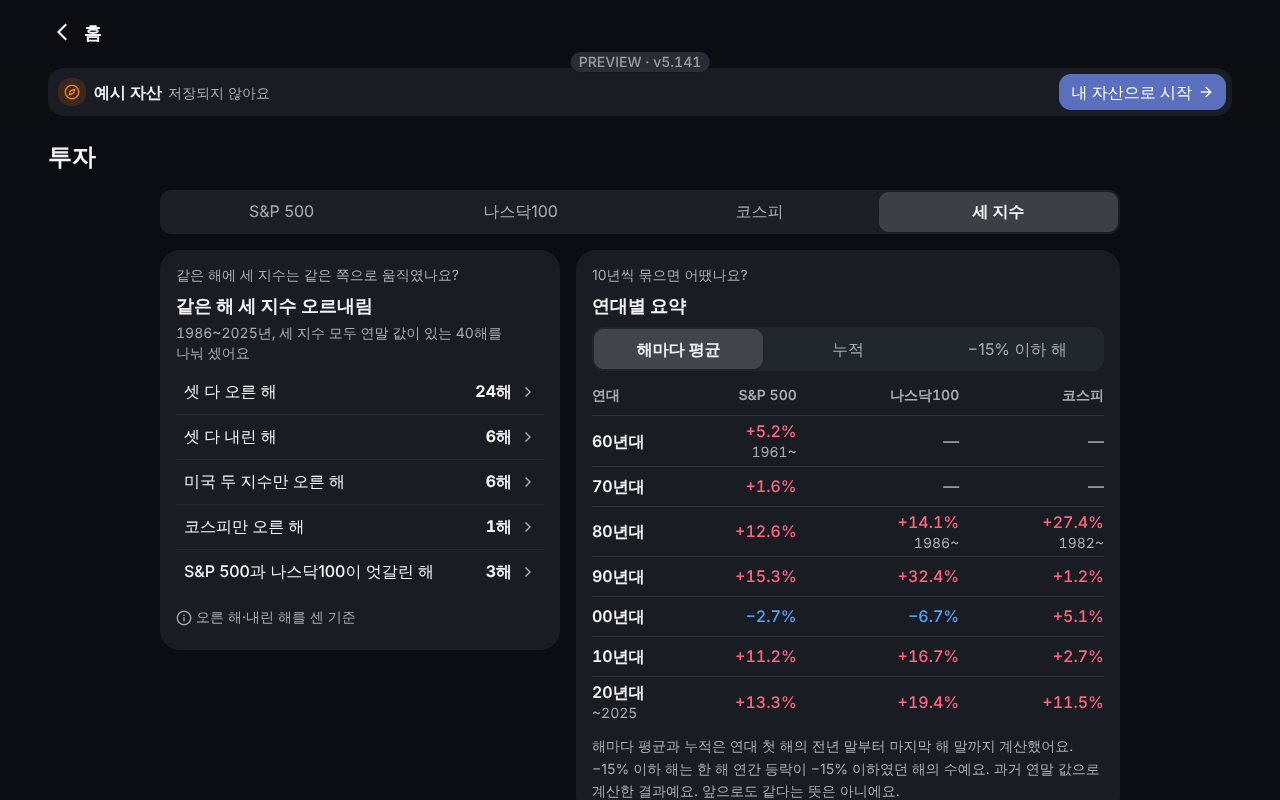 홈
PREVIEW · v5.141
예시 자산 저장되지 않아요
내 자산으로 시작 →
투자
S&P 500
나스닥100
코스피
세 지수
같은 해에 세 지수는 같은 쪽으로 움직였나요?
같은 해 세 지수 오르내림
1986~2025년, 세 지수 모두 연말 값이 있는 40해를
나눠 셌어요
셋 다 오른 해 24해
셋 다 내린 해 6해
미국 두 지수만 오른 해 6해
코스피만 오른 해 1해
S&P 500과 나스닥100이 엇갈린 해 3해
오른 해·내린 해를 센 기준
10년씩 묶으면 어땠나요?
연대별 요약
해마다 평균 누적 −15% 이하 해
연대 S&P 500 나스닥100 코스피
60년대 +5.2% — —
1961~
70년대 +1.6% — —
80년대 +12.6% +14.1% +27.4%
1986~ 1982~
90년대 +15.3% +32.4% +1.2%
00년대 −2.7% −6.7% +5.1%
10년대 +11.2% +16.7% +2.7%
20년대 +13.3% +19.4% +11.5%
~2025
해마다 평균과 누적은 연대 첫 해의 전년 말부터 마지막 해 말까지 계산했어요.
−15% 이하 해는 한 해 연간 등락이 −15% 이하였던 해의 수예요. 과거 연말 값으로
계산한 결과예요. 앞으로도 같다는 뜻은 아니에요.